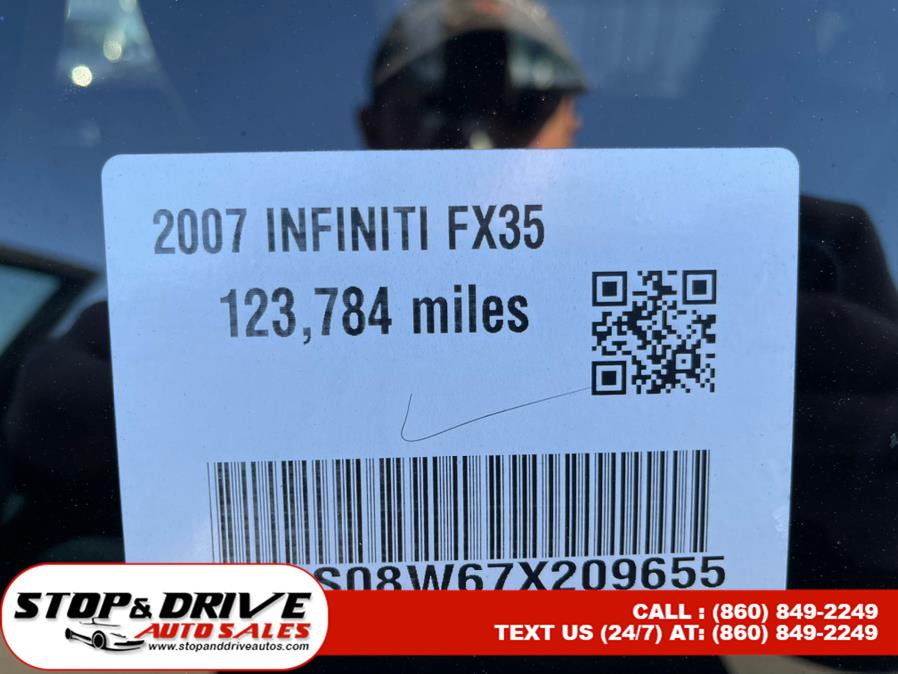 2007 INFINITI FX35
123,784 miles
S08W67X209655
STOP & DRIVE
AUTO SALES
www.stopanddriveautos.com
CALL : (860) 849-2249
TEXT US (24/7) AT: (860) 849-2249